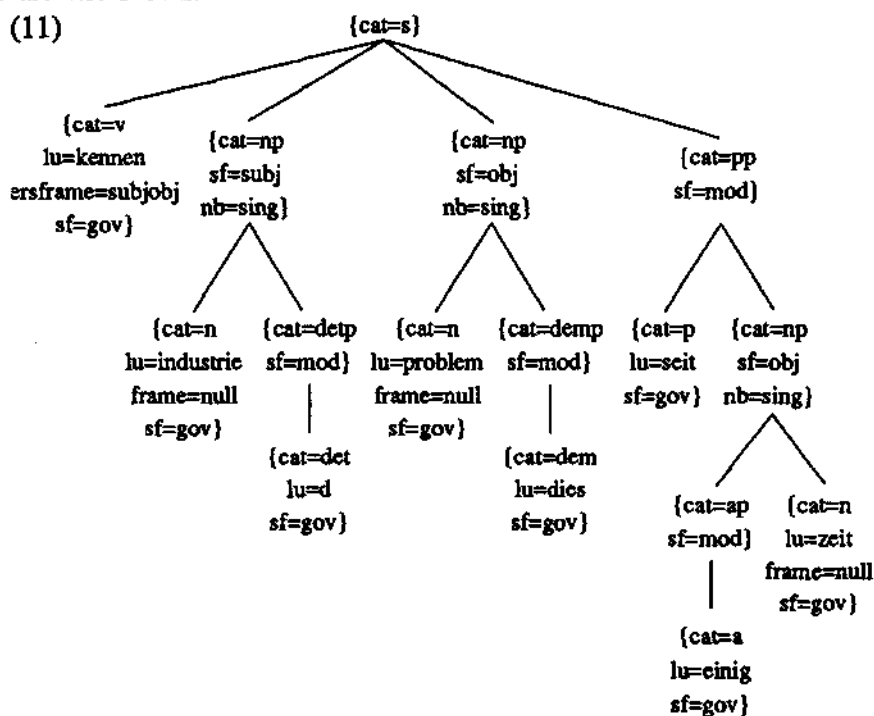 (11)
{cat=s}
{cat=v
lu=kennen
ersframe=subjobj
sf=gov}
{cat=np
sf=subj
nb=sing}
{cat=np
sf=obj
nb=sing}
{cat=pp
sf=mod}
{cat=n
lu=industrie
frame=null
sf=gov}
{cat=detp
sf=mod}
{cat=n
lu=problem
frame=null
sf=gov}
{cat=demp
sf=mod}
{cat=p
lu=seit
sf=gov}
{cat=np
sf=obj
nb=sing}
{cat=det
lu=d
sf=gov}
{cat=dem
lu=dies
sf=gov}
{cat=ap
sf=mod}
{cat=n
lu=zeit
frame=null
sf=gov}
{cat=a
lu=einig
sf=gov}